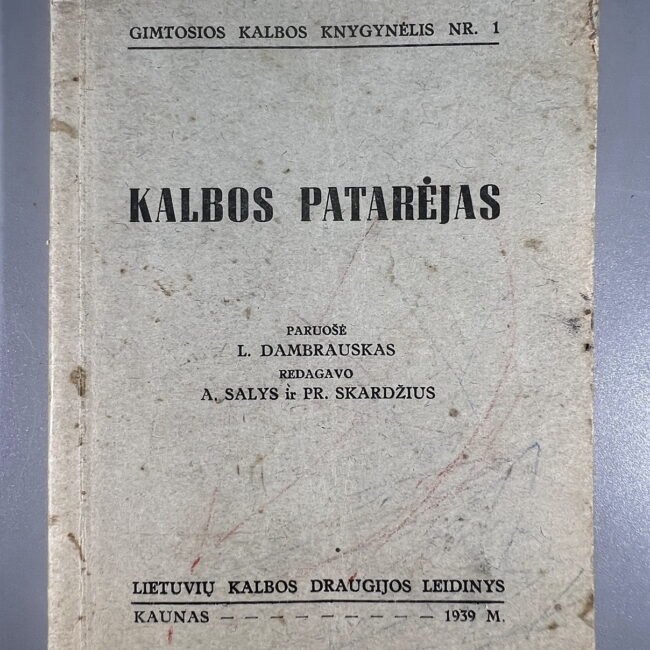 GIMTOSIOS KALBOS KNYGYNĖLIS NR. 1
KALBOS PATARĖJAS
PARUOŠĖ
L. DAMBRAUSKAS
REDAGAVO
A. SALYS ir PR. SKARDŽIUS
LIETUVIŲ KALBOS DRAUGIJOS LEIDINYS
KAUNAS — — — — — — — — — 1939 M.